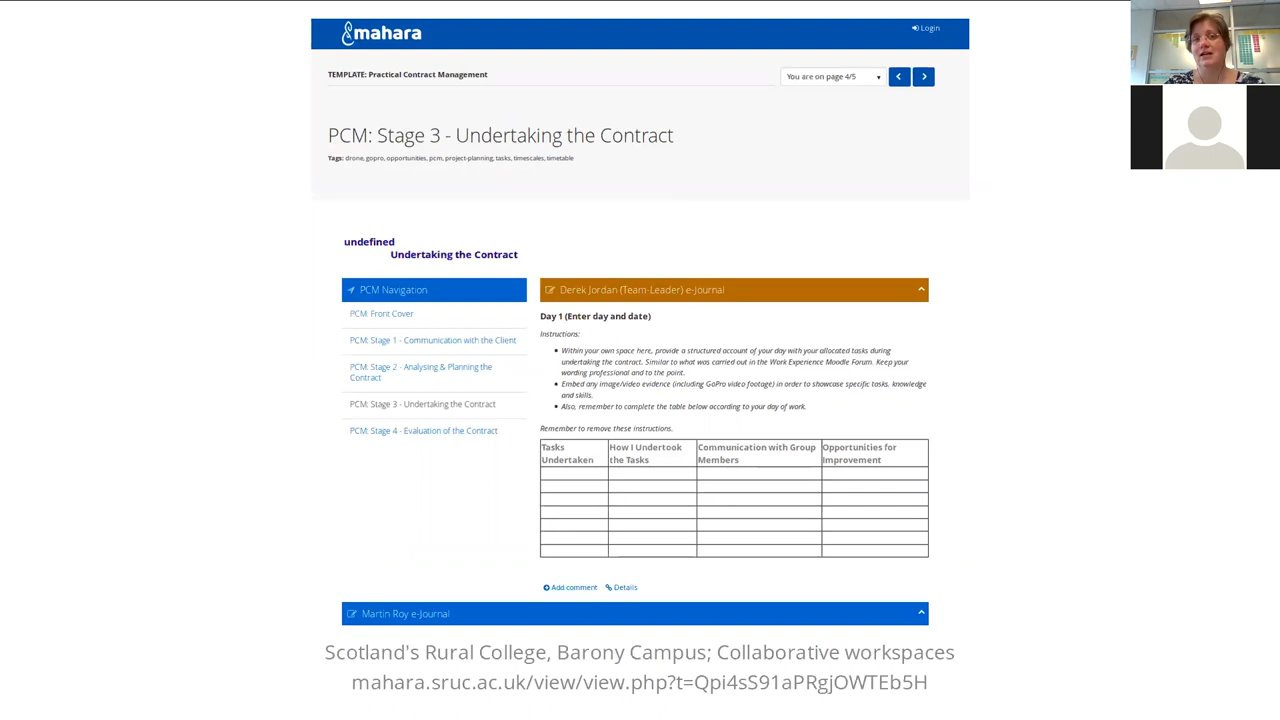 mahara
Login
TEMPLATE: Practical Contract Management
You are on page 4/5
PCM: Stage 3 - Undertaking the Contract
Tags: drone, gopro, opportunities, pcm, project-planning, tasks, timescales, timetable
undefined
Undertaking the Contract
PCM Navigation
PCM: Front Cover
PCM: Stage 1 - Communication with the Client
PCM: Stage 2 - Analysing & Planning the
Contract
PCM: Stage 3 - Undertaking the Contract
PCM: Stage 4 - Evaluation of the Contract
Derek Jordan (Team-Leader) e-Journal
Day 1 (Enter day and date)
Instructions:
Within your own space here, provide a structured account of your day with your allocated tasks during
undertaking the contract. Similar to what was carried out in the Work Experience Moodle Forum. Keep your
wording professional and to the point.
Embed any image/video evidence (including GoPro video footage) in order to showcase specific tasks, knowledge
and skills.
Also, remember to complete the table below according to your day of work.
Remember to remove these instructions.
Tasks
Undertaken
How I Undertook
the Tasks
Communication with Group
Members
Opportunities for
Improvement
Add comment Details
Martin Roy e-Journal
Scotland's Rural College, Barony Campus; Collaborative workspaces
mahara.sruc.ac.uk/view/view.php?t=Qpi4sS91aPRgjOWTEb5H